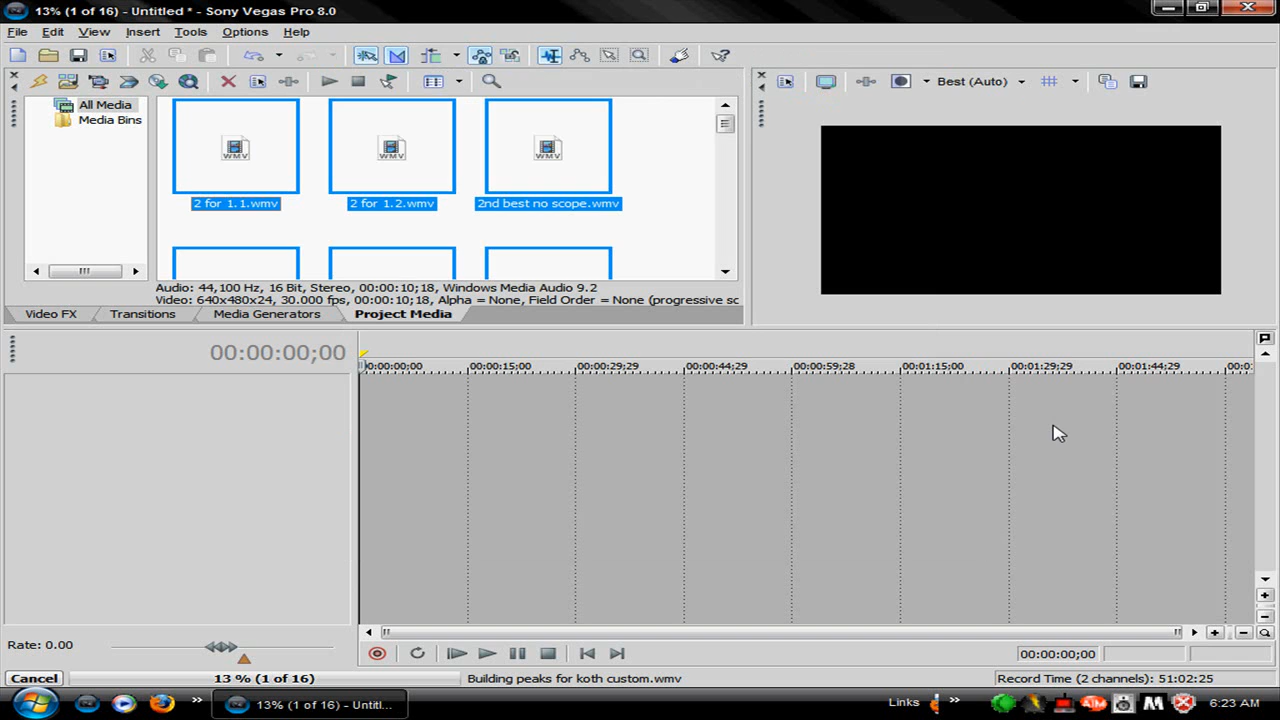 13% (1 of 16) - Untitled * - Sony Vegas Pro 8.0
File Edit View Insert Tools Options Help
Best (Auto)
All Media
Media Bins
WMV WMV WMV
2 for 1.1.wmv 2 for 1.2.wmv 2nd best no scope.wmv
Audio: 44,100 Hz, 16 Bit, Stereo, 00:00:10;18, Windows Media Audio 9.2
Video: 640x480x24, 30.000 fps, 00:00:10;18, Alpha = None, Field Order = None (progressive sc
Video FX Transitions Media Generators Project Media
00:00:00;00
00:00:00;00 00:00:15;00 00:00:29;29 00:00:44;29 00:00:59;28 00:01:15;00 00:01:29;29 00:01:44;29 00:0
Rate: 0.00
00:00:00;00
Cancel 13 % (1 of 16) Building peaks for koth custom.wmv Record Time (2 channels): 51:02:25
13% (1 of 16) - Untitl... Links AIM M 6:23 AM